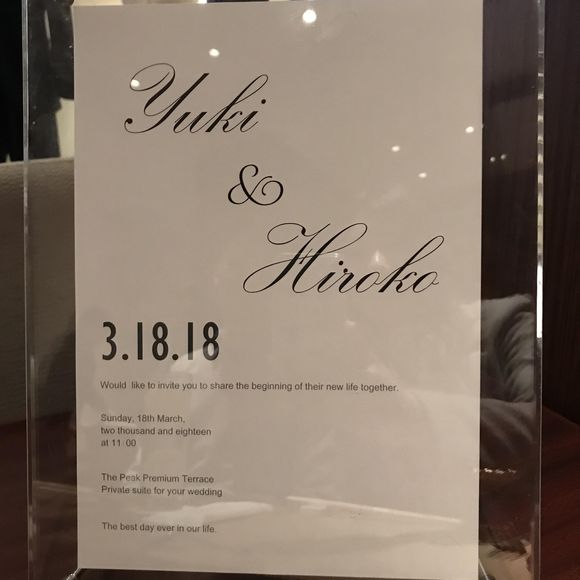 Yuki
&
Hiroko
3.18.18
Would like to invite you to share the beginning of their new life together.
Sunday, 18th March,
two thousand and eighteen
at 11:00
The Peak Premium Terrace
Private suite for your wedding
The best day ever in our life.